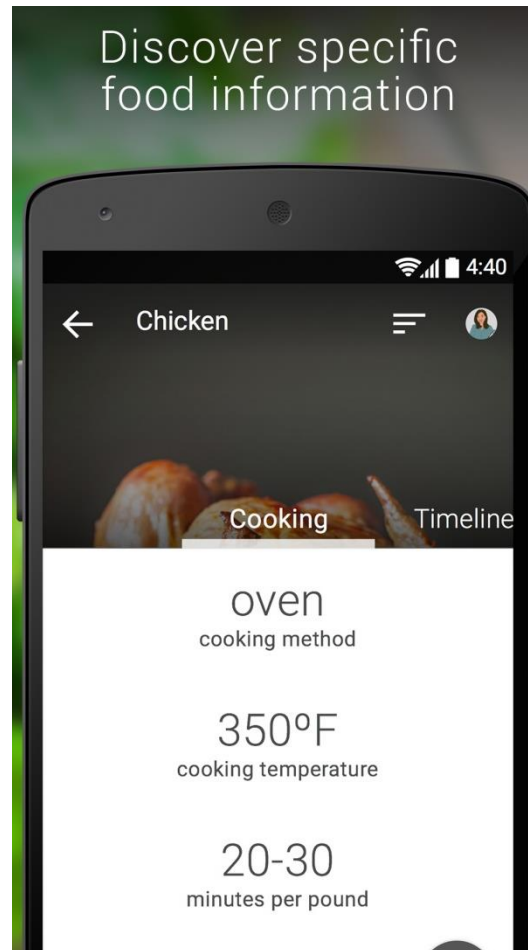 Discover specific
food information
4:40
Chicken
Cooking
Timeline
oven
cooking method
350ºF
cooking temperature
20-30
minutes per pound